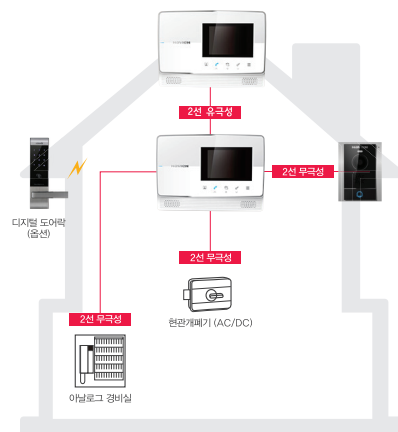 2선 유극성
2선 무극성
디지털 도어락
(옵션)
2선 무극성
현관개폐기 (AC/DC)
2선 무극성
아날로그 경비실